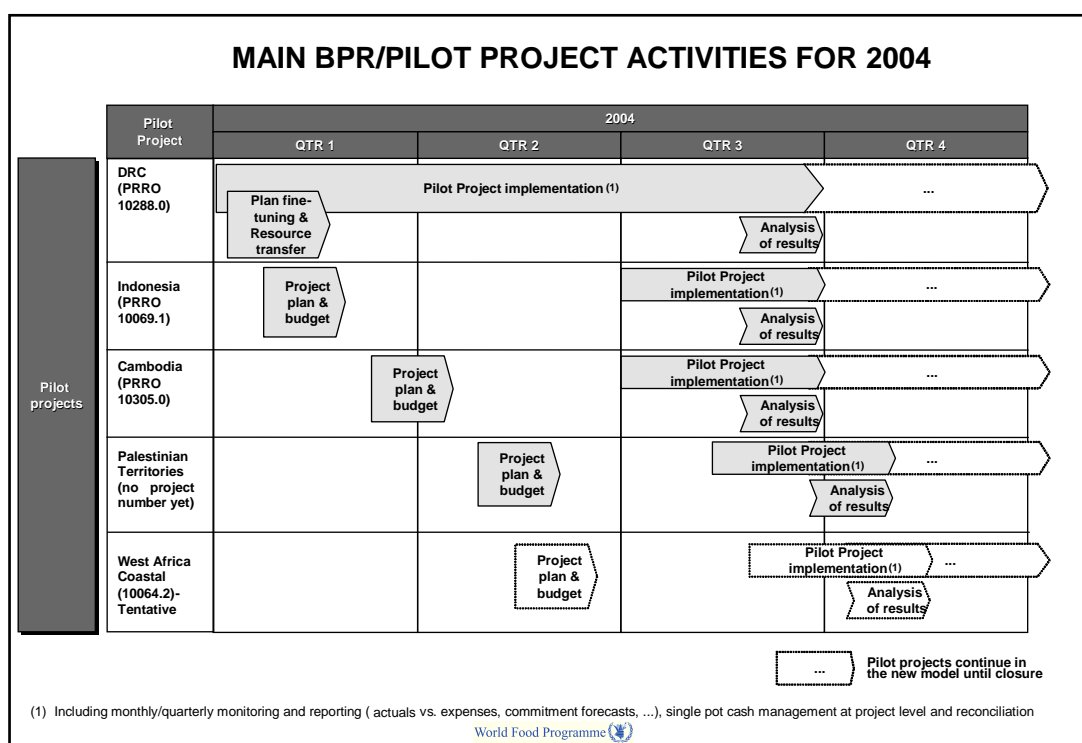 MAIN BPR/PILOT PROJECT ACTIVITIES FOR 2004
Pilot
Project
2004
QTR 1
QTR 2
QTR 3
QTR 4
Pilot
projects
DRC
(PRRO
10288.0)
Pilot Project implementation (1)
...
Plan fine-
tuning &
Resource
transfer
Analysis
of results
Indonesia
(PRRO
10069.1)
Project
plan &
budget
Pilot Project
implementation(1)
...
Analysis
of results
Cambodia
(PRRO
10305.0)
Project
plan &
budget
Pilot Project
implementation(1)
...
Analysis
of results
Palestinian
Territories
(no project
number yet)
Project
plan &
budget
Pilot Project
implementation(1)
...
Analysis
of results
West Africa
Coastal
(10064.2)-
Tentative
Project
plan &
budget
Pilot Project
implementation(1)
...
Analysis
of results
...
Pilot projects continue in
the new model until closure
(1) Including monthly/quarterly monitoring and reporting ( actuals vs. expenses, commitment forecasts, ...), single pot cash management at project level and reconciliation
World Food Programme